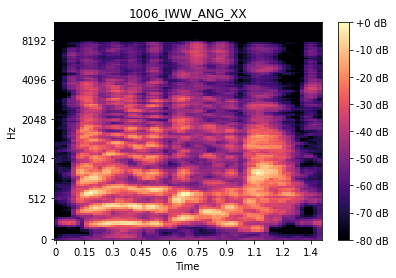 1006_IWW_ANG_XX
+0 dB
8192
-10 dB
4096
-20 dB
-30 dB
2048
Hz
-40 dB
1024
-50 dB
512
-60 dB
-70 dB
0
-80 dB
0 0.15 0.3 0.45 0.6 0.75 0.9 1.1 1.2 1.4
Time